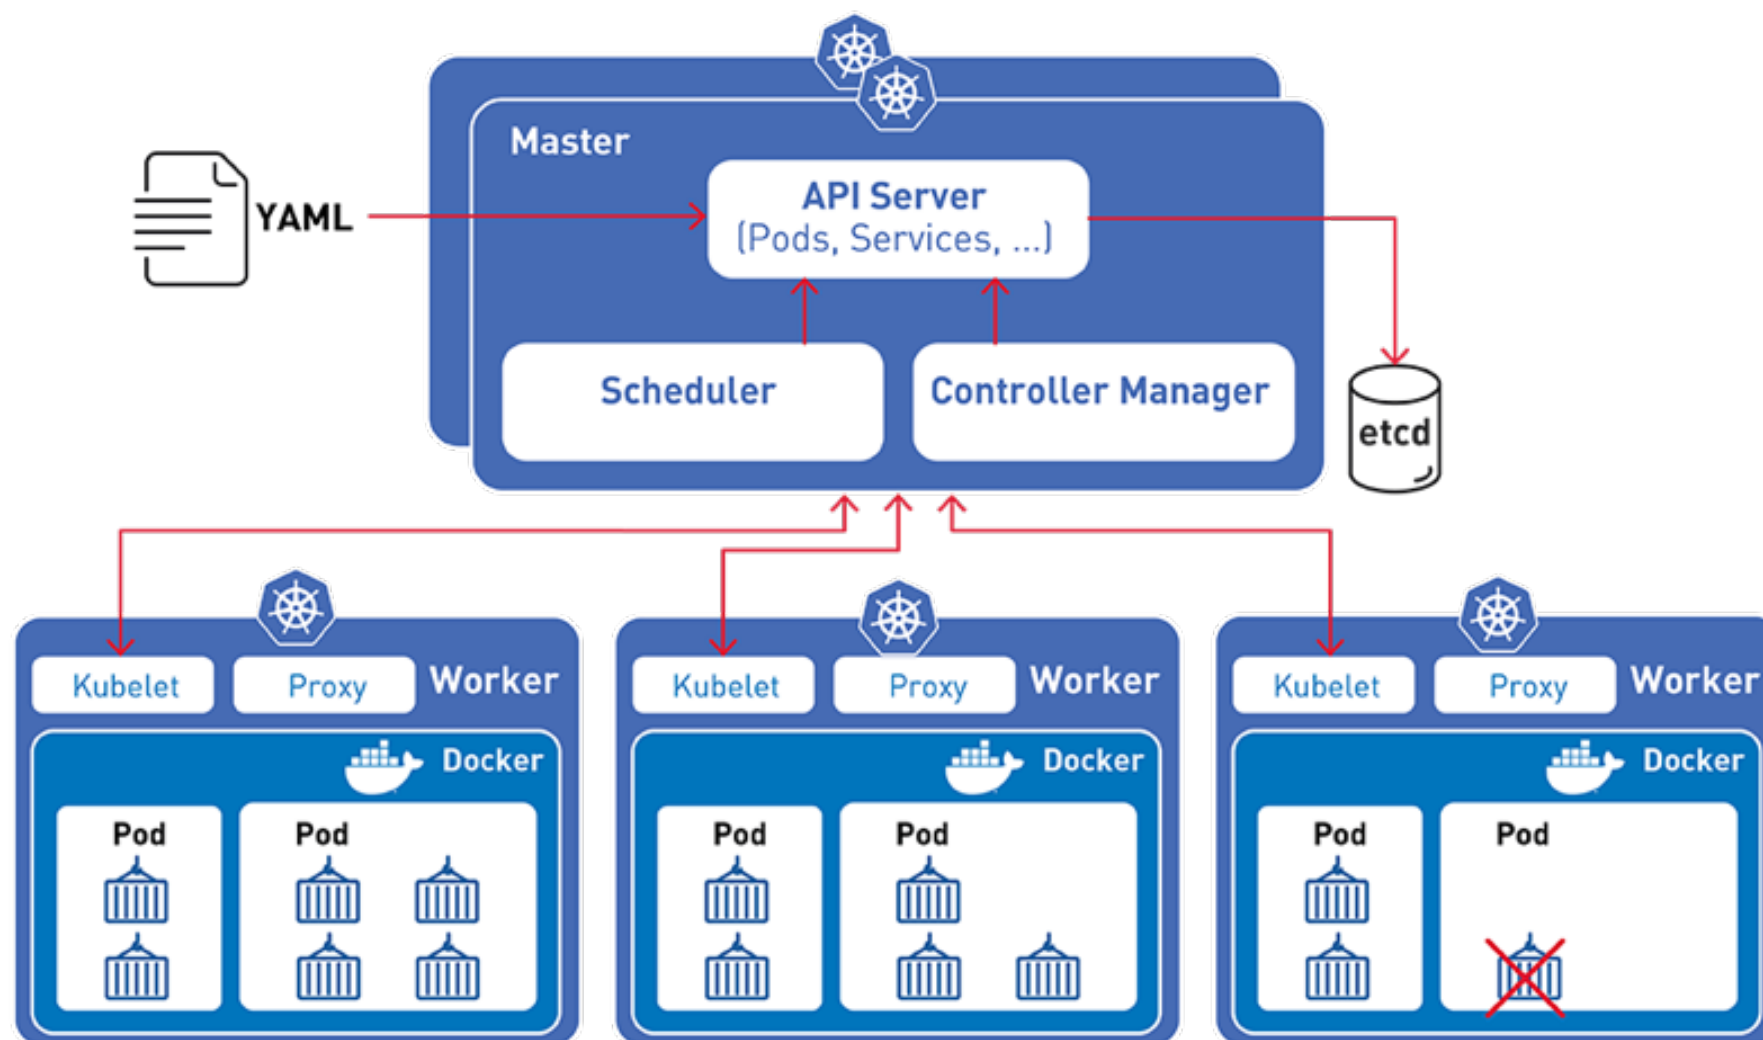 Master
YAML
API Server
(Pods, Services, ...)
Scheduler
Controller Manager
etcd
Kubelet
Proxy
Worker
Docker
Pod
Pod
Kubelet
Proxy
Worker
Docker
Pod
Pod
Kubelet
Proxy
Worker
Docker
Pod
Pod